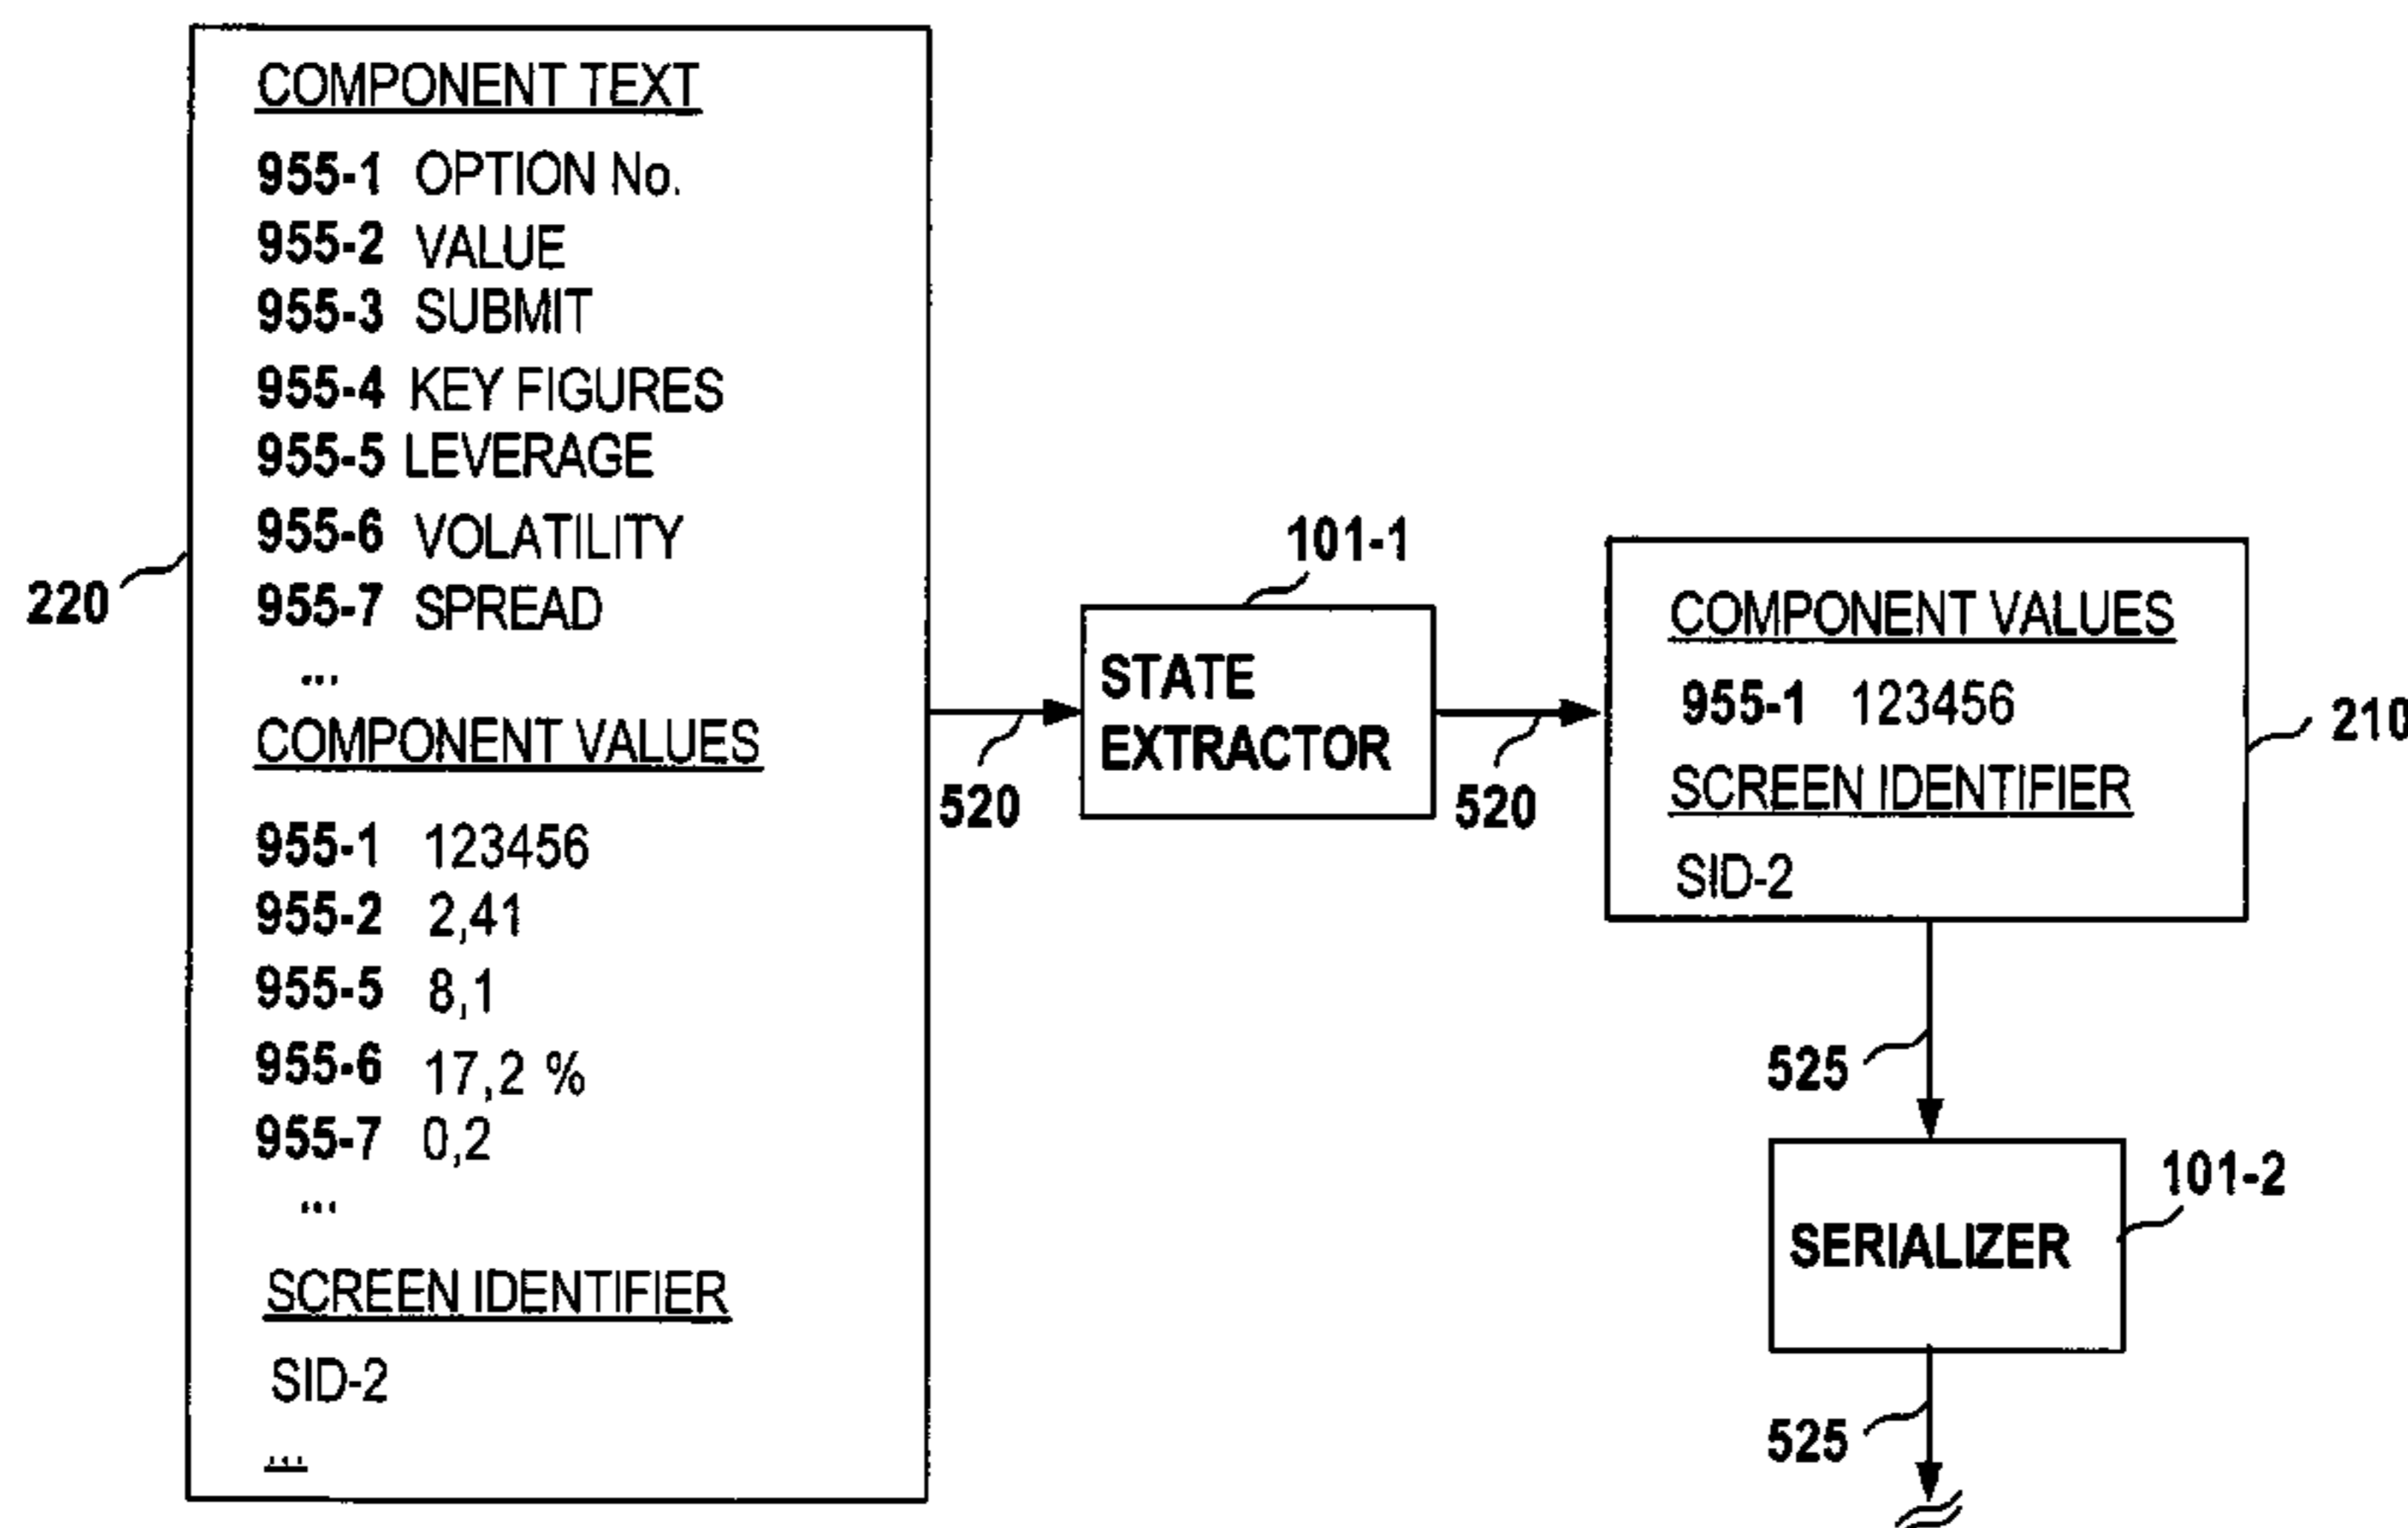 COMPONENT TEXT
955-1 OPTION No.
955-2 VALUE
955-3 SUBMIT
955-4 KEY FIGURES
955-5 LEVERAGE
955-6 VOLATILITY
955-7 SPREAD
...
COMPONENT VALUES
955-1 123456
955-2 2,41
955-5 8,1
955-6 17,2 %
955-7 0,2
...
SCREEN IDENTIFIER
SID-2
...
220
520
101-1
STATE
EXTRACTOR
520
COMPONENT VALUES
955-1 123456
SCREEN IDENTIFIER
SID-2
210
525
101-2
SERIALIZER
525